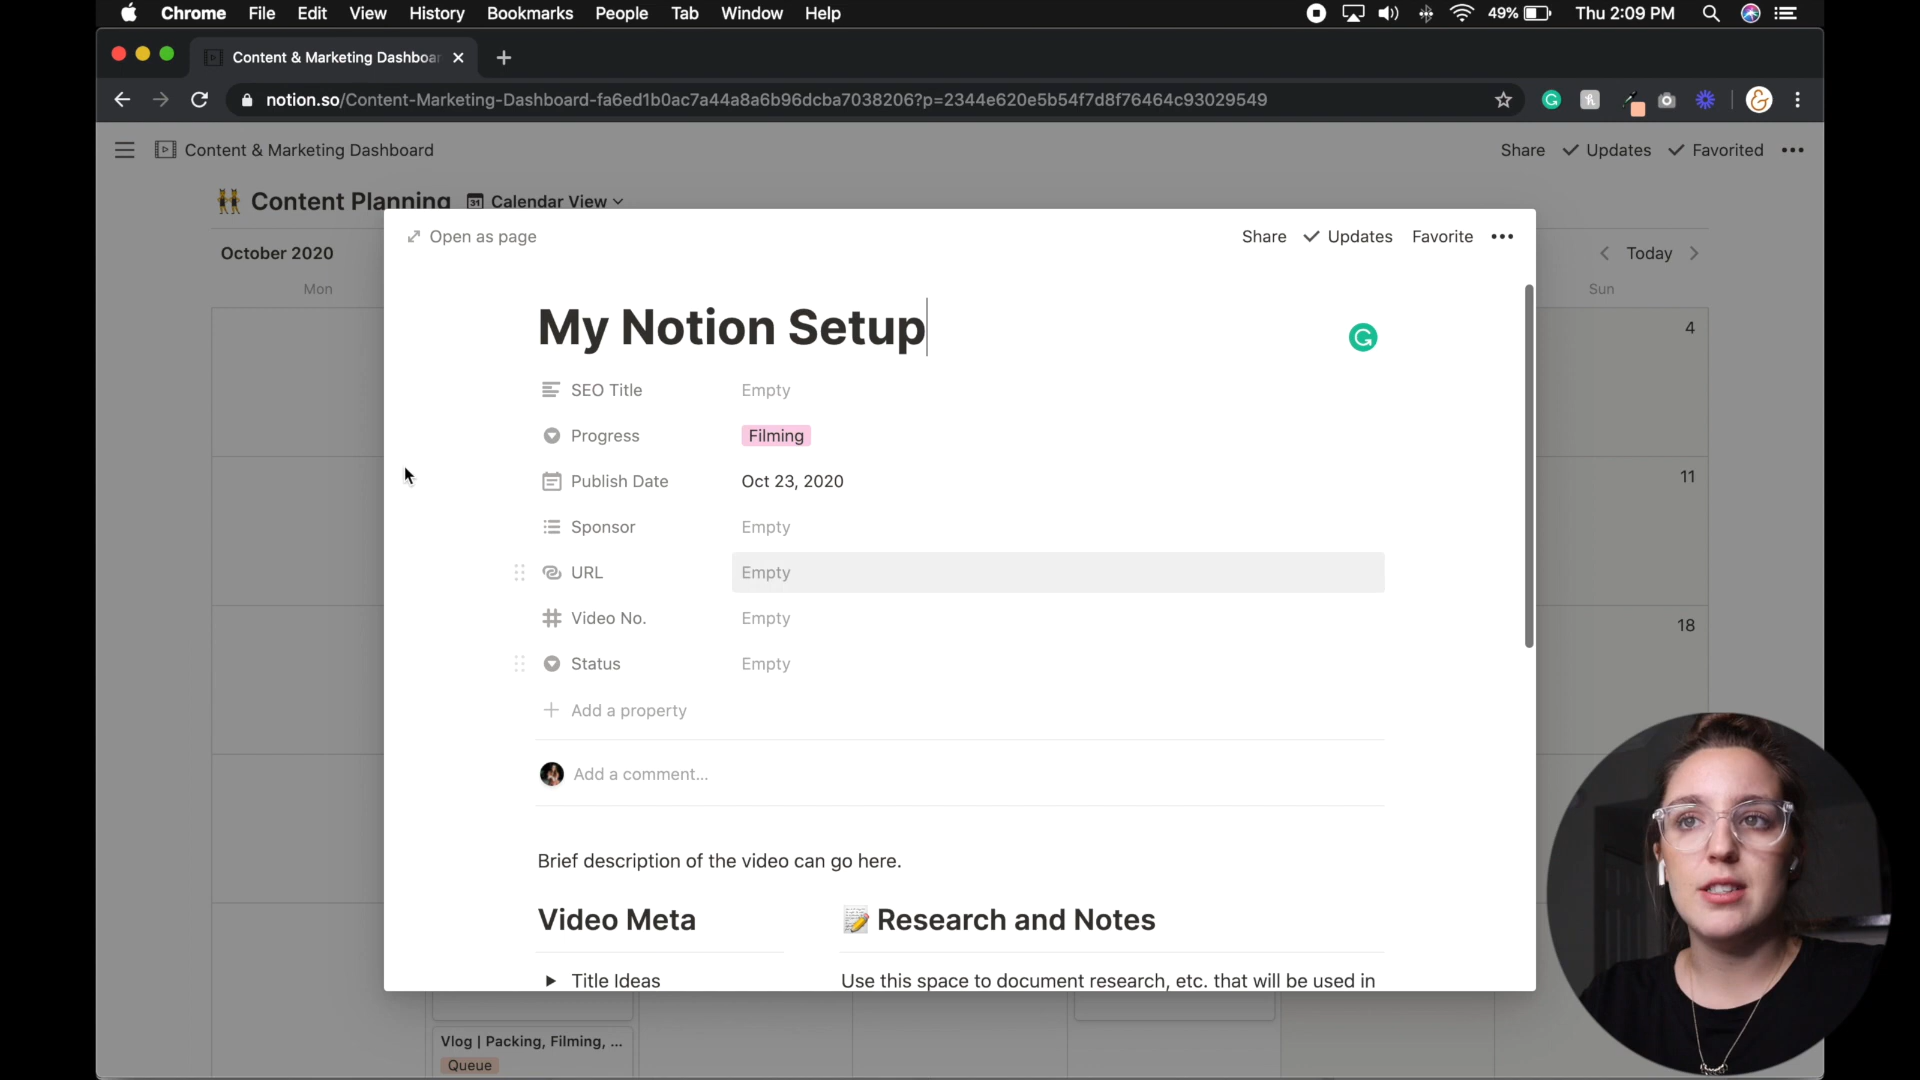 Chrome File Edit View History Bookmarks People Tab Window Help 49% Thu 2:09 PM
Content & Marketing Dashboar
notion.so/Content-Marketing-Dashboard-fa6ed1b0ac7a44a8a6b96dcba7038206?p=2344e620e5b54f7d8f76464c93029549
Content & Marketing Dashboard Share Updates Favorited
Content Planning 31 Calendar View
Open as page Share Updates Favorite
October 2020 Today
Mon Sun
My Notion Setup
4
SEO Title Empty
Progress Filming
Publish Date Oct 23, 2020
11
Sponsor Empty
URL Empty
Video No. Empty
18
Status Empty
Add a property
Add a comment...
Brief description of the video can go here.
Video Meta
Research and Notes
Title Ideas
Use this space to document research, etc. that will be used in
Vlog | Packing, Filming, ...
Queue